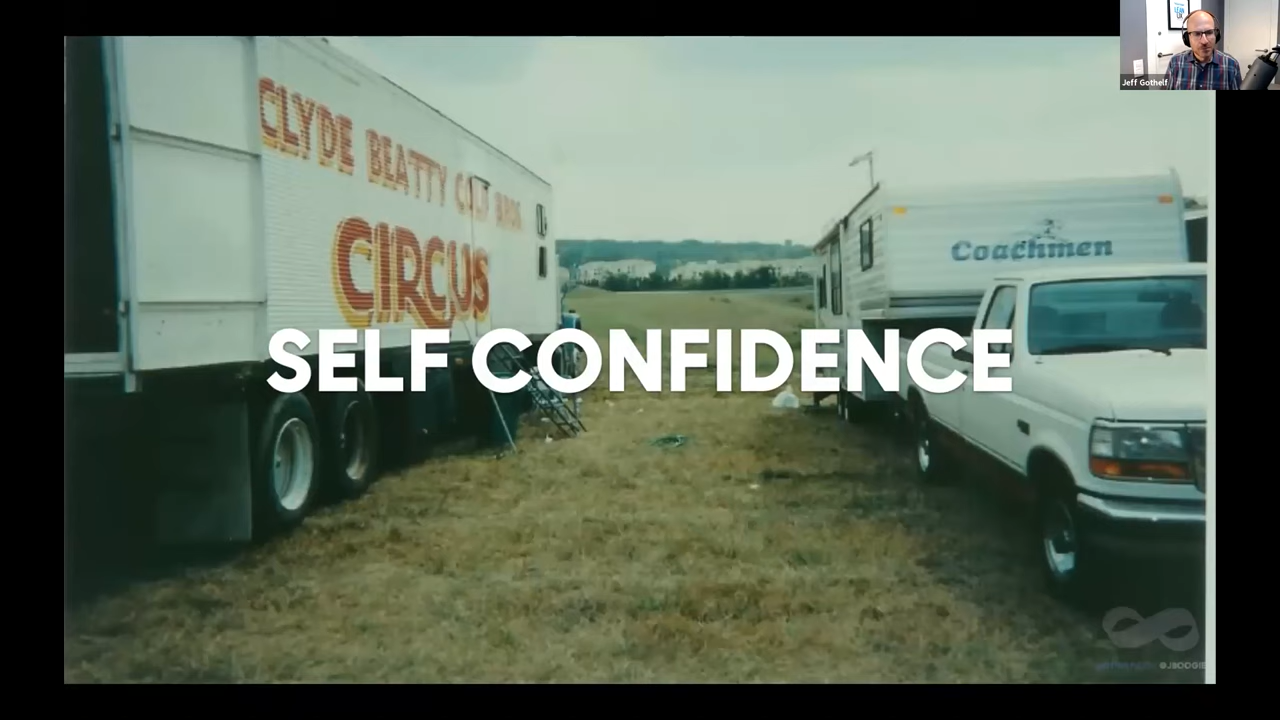 Jeff Gothelf
CLYDE BEATTY COLE BROS
CIRCUS
Coachmen
SELF CONFIDENCE